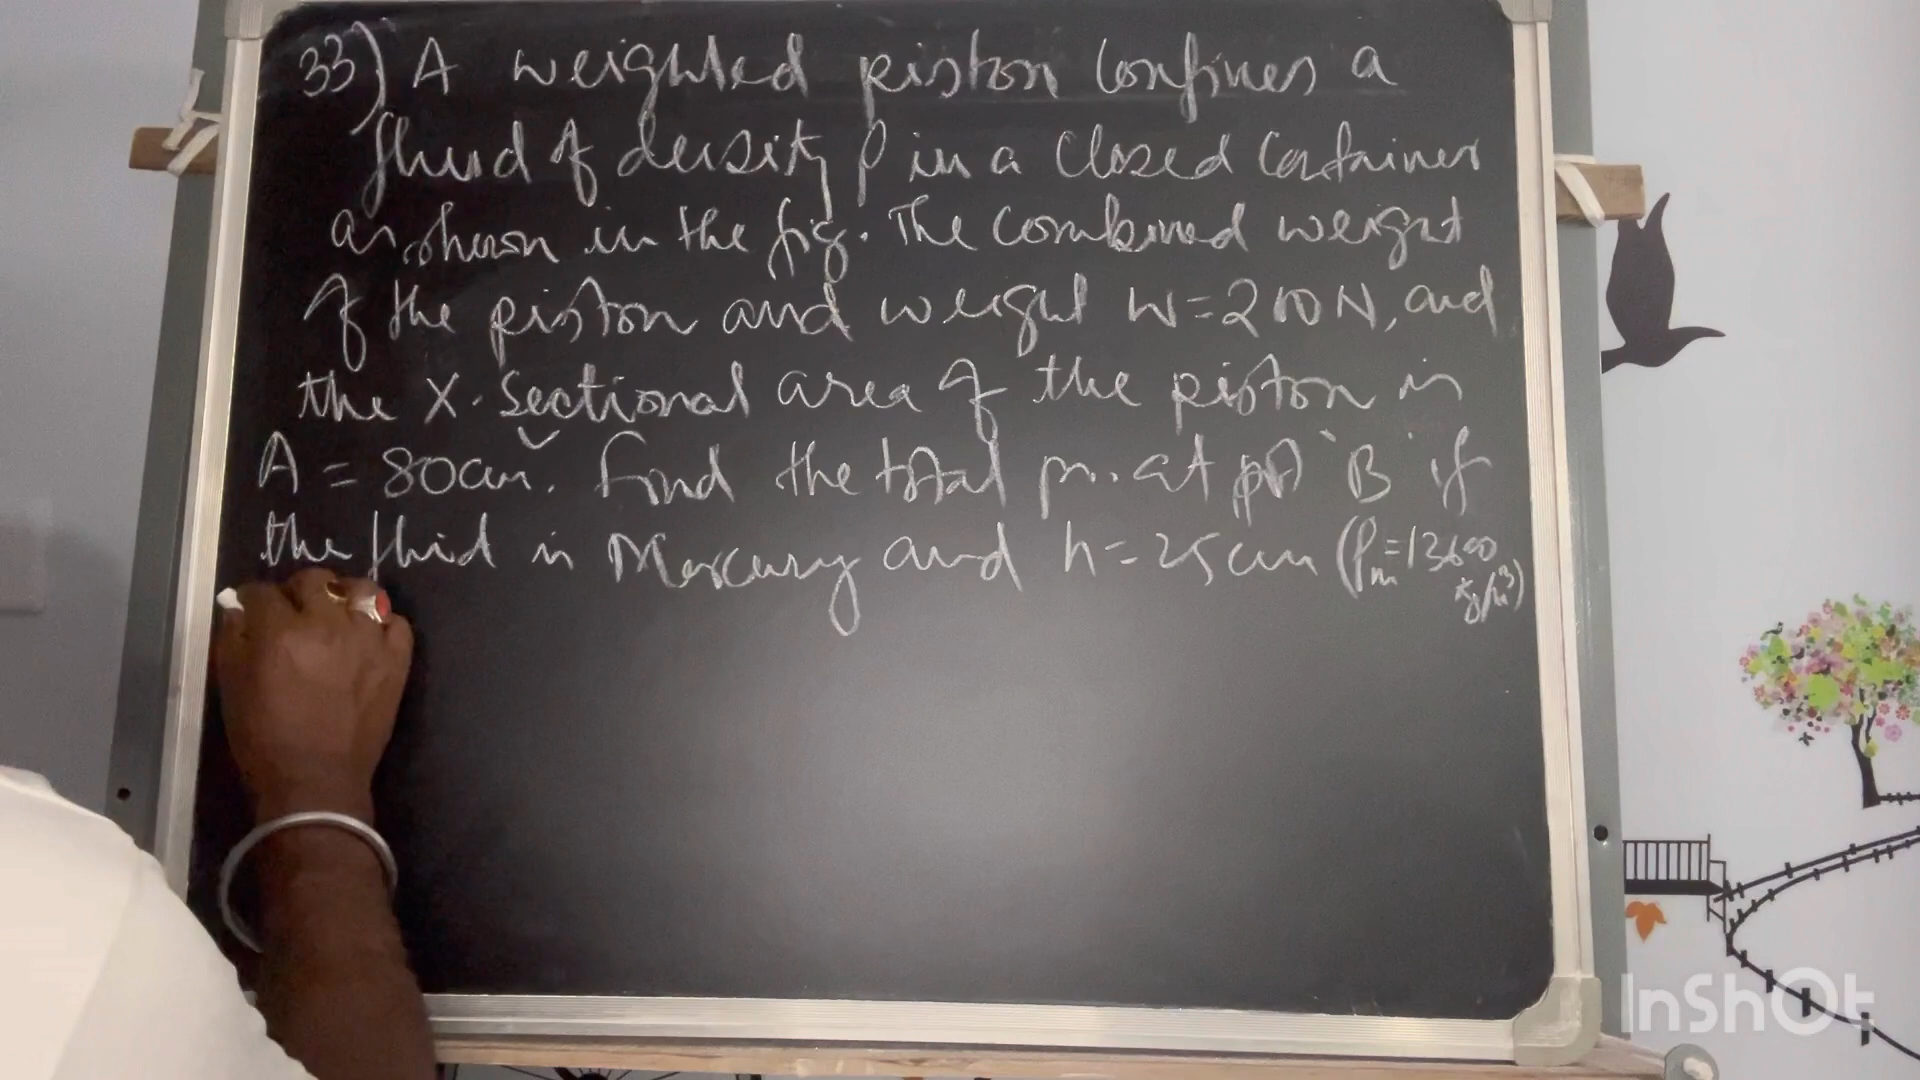 33) A weighted piston confines a
fluid of density ρ in a closed container
as shown in the fig. The combined weight
of the piston and weight W=200N, and
the X. Sectional area of the piston is
A = 80cm². Find the total pr. at pt 'B' if
the fluid is Mercury and h=25cm (ρm=13600
kg/m³)
InShOt